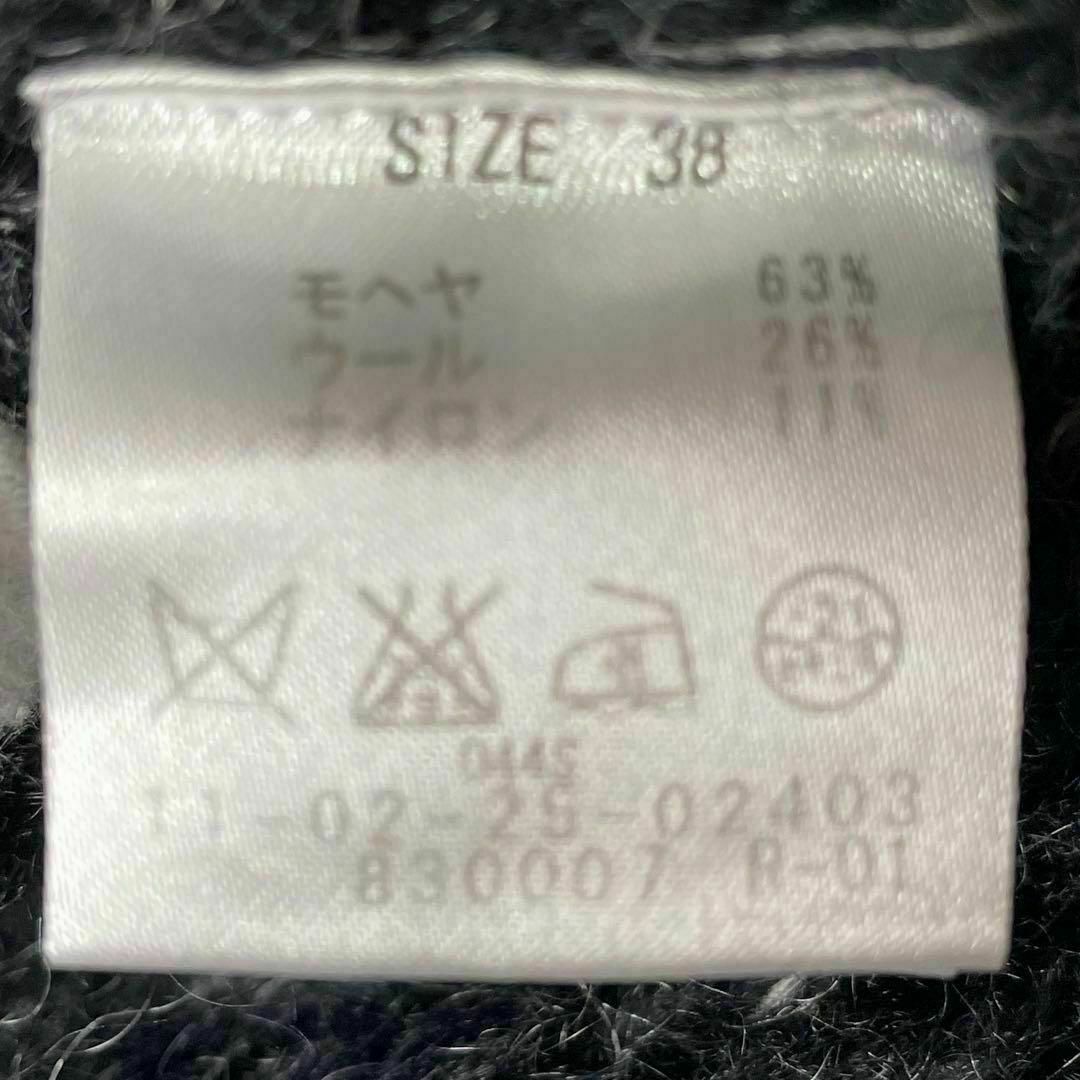 SIZE 38
モヘヤ 63%
ウール 26%
ナイロン 11%
0445
11-02-25-02403
830007 R-01